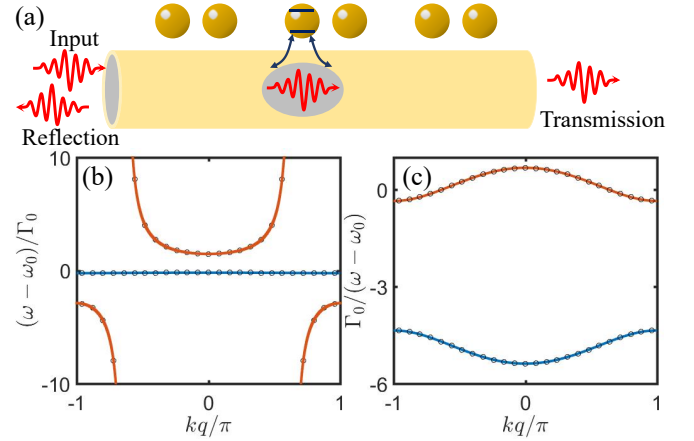 (a)
Input
Reflection
Transmission
(b)
(ω − ω₀)/Γ₀
10
0
-10
-1
0
1
kq/π
(c)
Γ₀/(ω − ω₀)
0
-3
-6
-1
0
1
kq/π